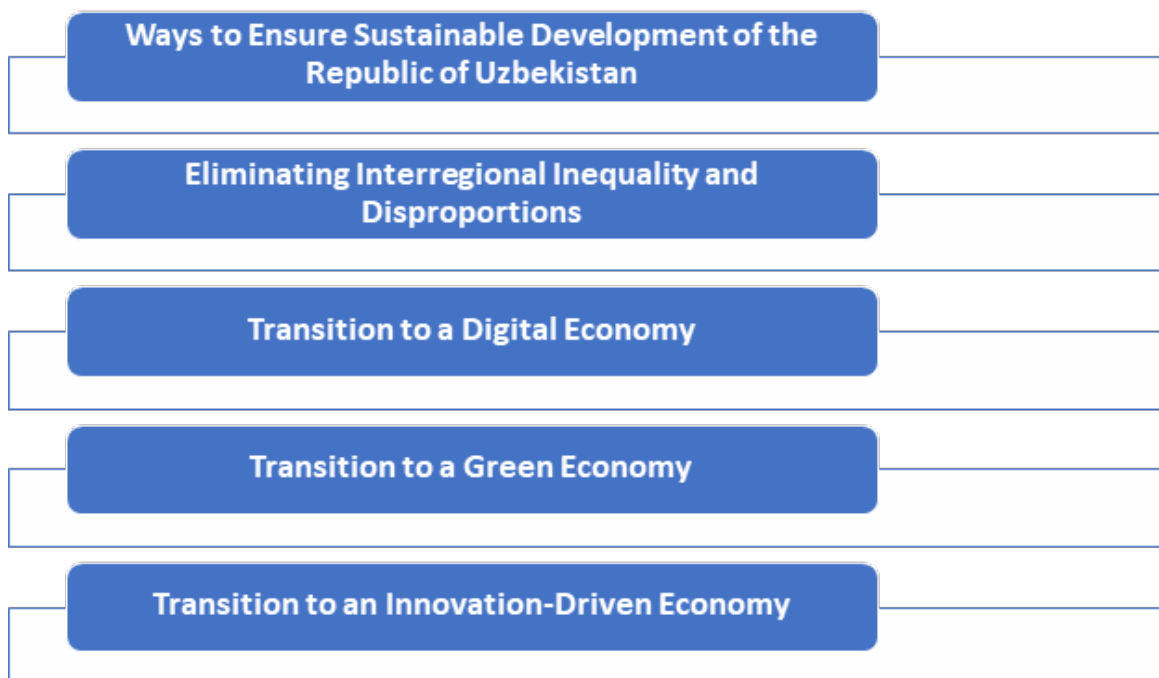 Ways to Ensure Sustainable Development of the
Republic of Uzbekistan
Eliminating Interregional Inequality and
Disproportions
Transition to a Digital Economy
Transition to a Green Economy
Transition to an Innovation-Driven Economy